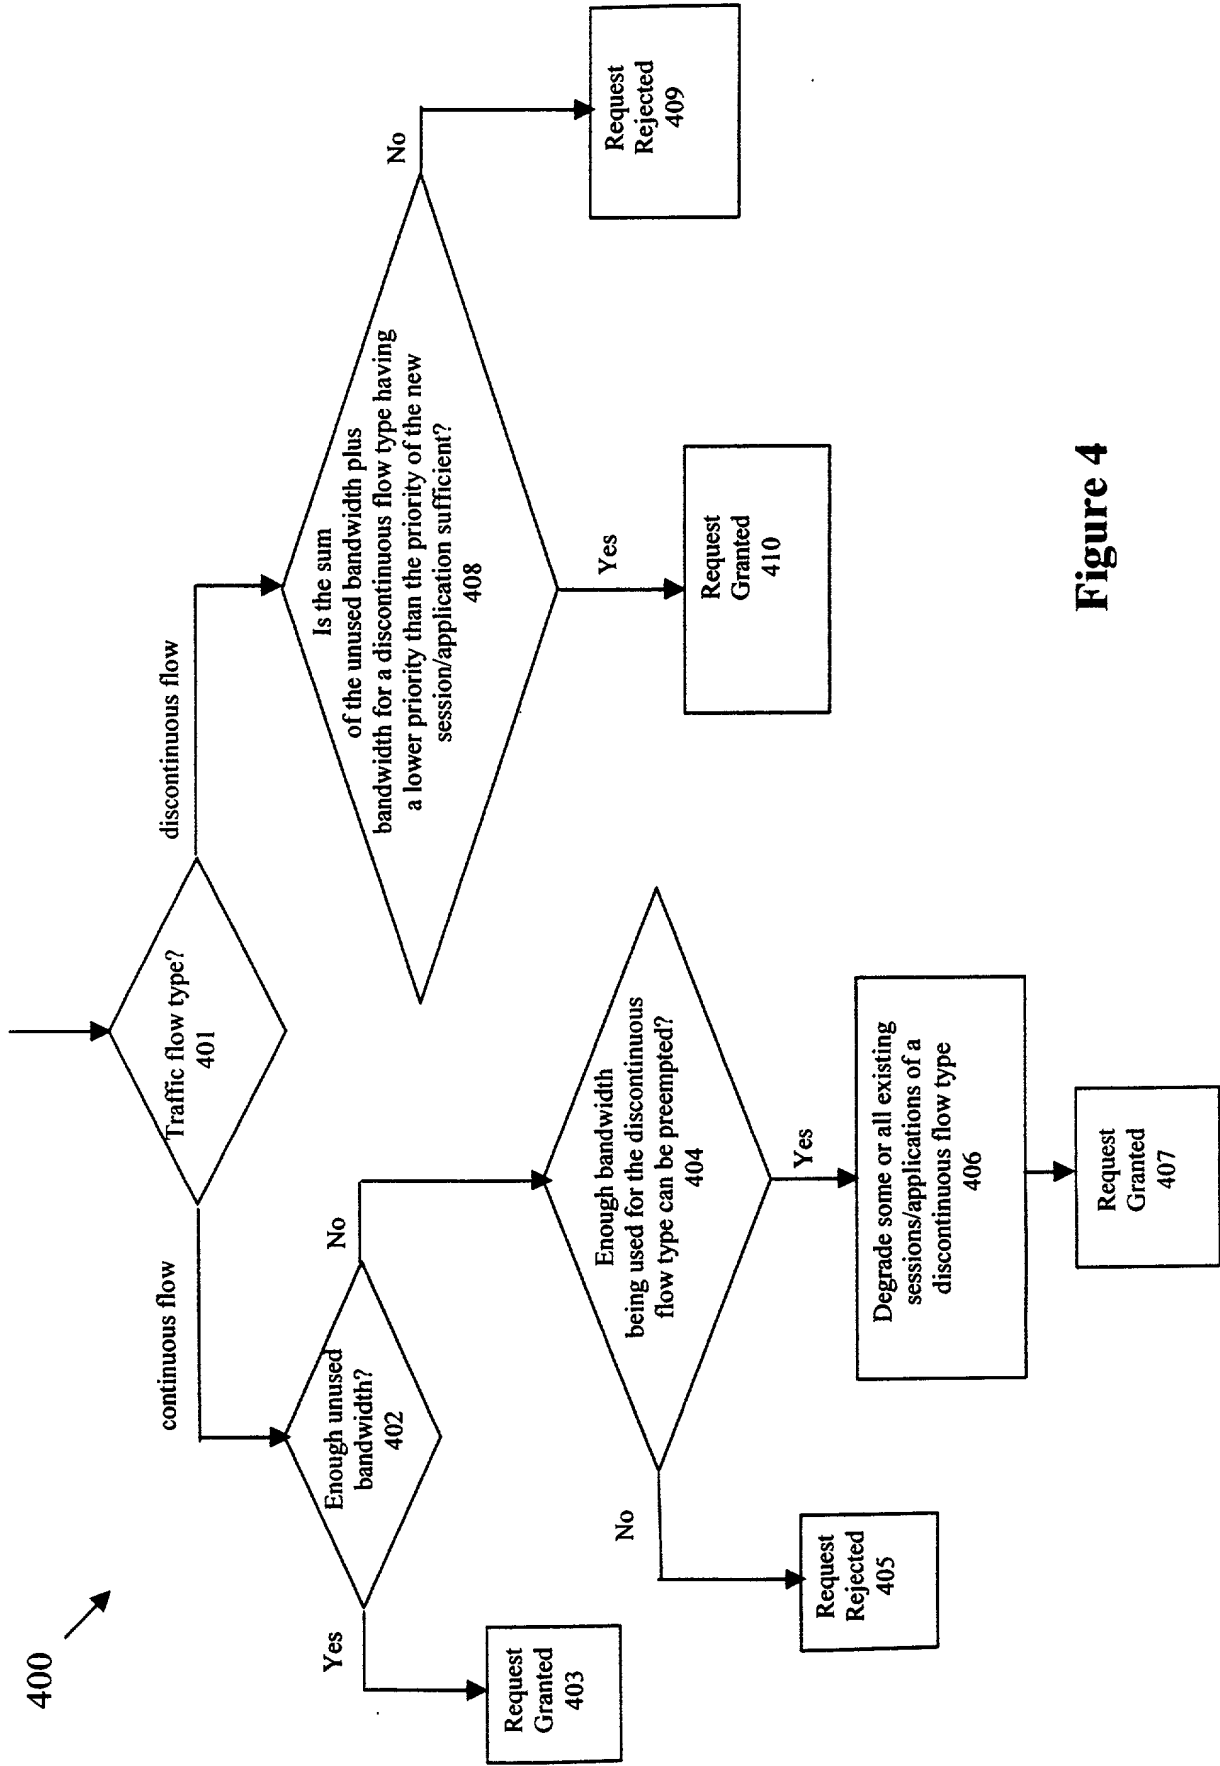 400
Traffic flow type?
401
continuous flow
discontinuous flow
Enough unused
bandwidth?
402
Yes
No
Request
Granted
403
Enough bandwidth
being used for the discontinuous
flow type can be preempted?
404
No
Yes
Request
Rejected
405
Degrade some or all existing
sessions/applications of a
discontinuous flow type
406
Request
Granted
407
Is the sum
of the unused bandwidth plus
bandwidth for a discontinuous flow type having
a lower priority than the priority of the new
session/application sufficient?
408
No
Yes
Request
Rejected
409
Request
Granted
410
Figure 4